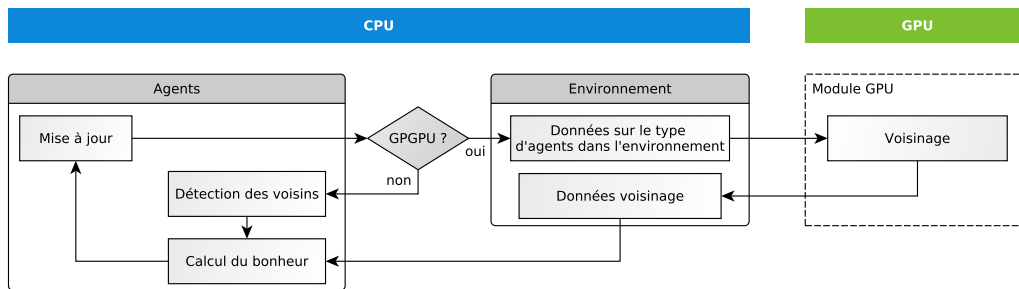 CPU
GPU
Agents
Environnement
Module GPU
Mise à jour
GPGPU ?
oui
non
Données sur le type
d'agents dans l'environnement
Voisinage
Détection des voisins
Données voisinage
Calcul du bonheur